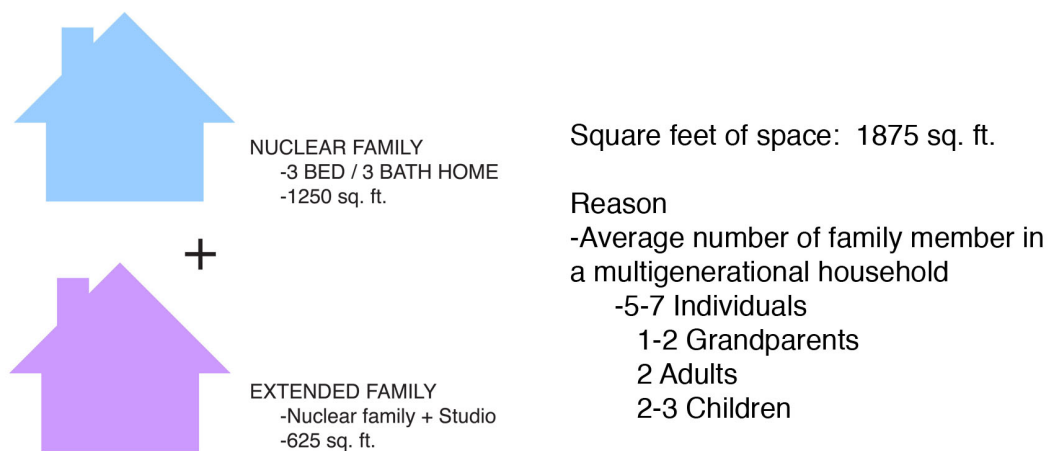 NUCLEAR FAMILY
-3 BED / 3 BATH HOME
-1250 sq. ft.
+
EXTENDED FAMILY
-Nuclear family + Studio
-625 sq. ft.
Square feet of space:  1875 sq. ft.
Reason
-Average number of family member in
a multigenerational household
-5-7 Individuals
1-2 Grandparents
2 Adults
2-3 Children